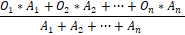 O₁ * A₁ + O₂ * A₂ + ⋯ + Oₙ * Aₙ
A₁ + A₂ + ⋯ + Aₙ